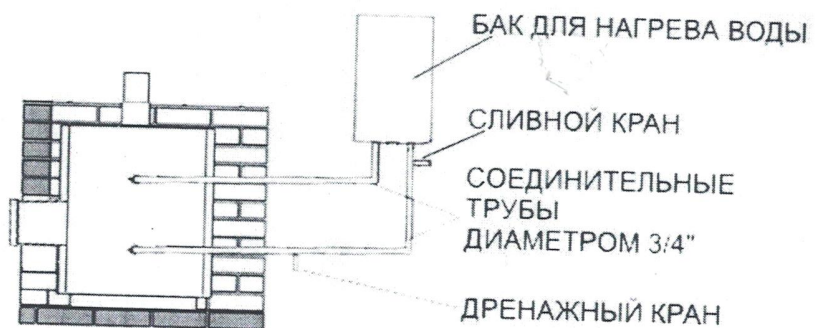 БАК ДЛЯ НАГРЕВА ВОДЫ
СЛИВНОЙ КРАН
СОЕДИНИТЕЛЬНЫЕ
ТРУБЫ
ДИАМЕТРОМ 3/4"
ДРЕНАЖНЫЙ КРАН